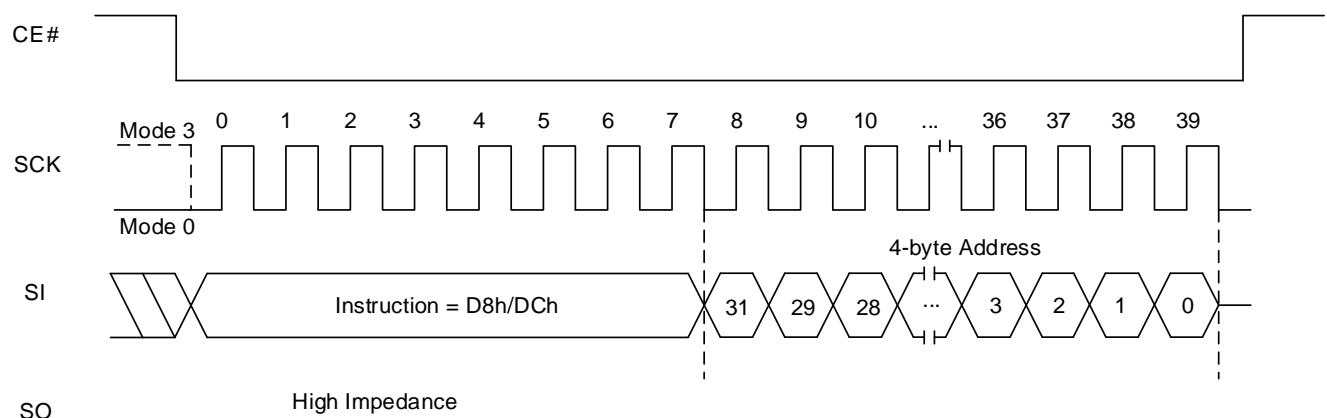 CE#
0 1 2 3 4 5 6 7 8 9 10 ... 36 37 38 39
Mode 3
SCK
Mode 0
4-byte Address
SI
Instruction = D8h/DCh 31 29 28 ... 3 2 1 0
High Impedance
SO